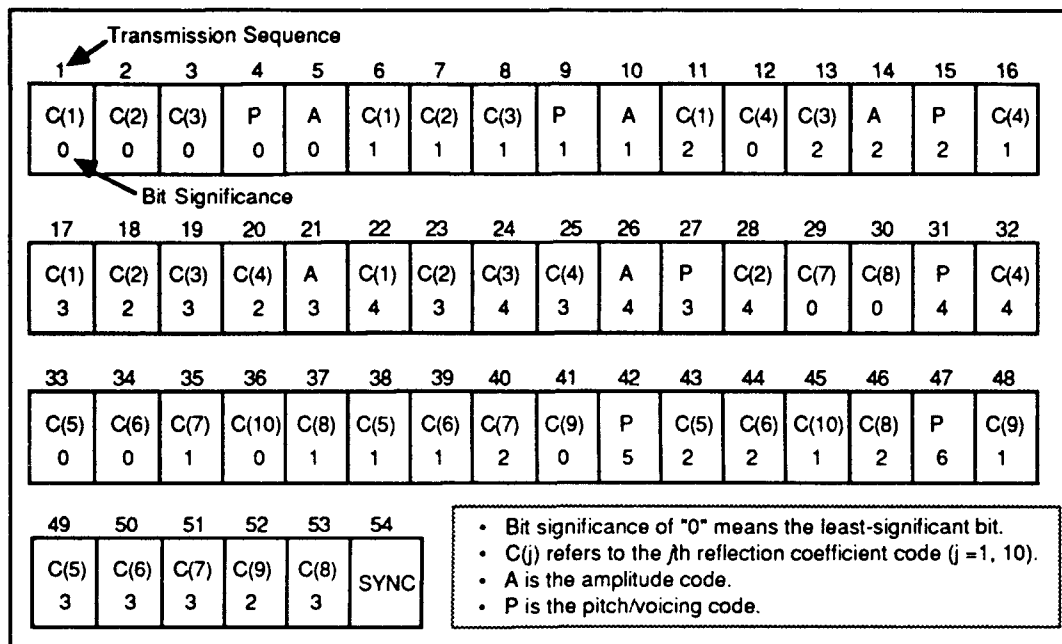 Transmission Sequence
1 2 3 4 5 6 7 8 9 10 11 12 13 14 15 16
C(1) C(2) C(3) P A C(1) C(2) C(3) P A C(1) C(4) C(3) A P C(4)
0 0 0 0 0 1 1 1 1 1 2 0 2 2 2 1
Bit Significance
17 18 19 20 21 22 23 24 25 26 27 28 29 30 31 32
C(1) C(2) C(3) C(4) A C(1) C(2) C(3) C(4) A P C(2) C(7) C(8) P C(4)
3 2 3 2 3 4 3 4 3 4 3 4 0 0 4 4
33 34 35 36 37 38 39 40 41 42 43 44 45 46 47 48
C(5) C(6) C(7) C(10) C(8) C(5) C(6) C(7) C(9) P C(5) C(6) C(10) C(8) P C(9)
0 0 1 0 1 1 1 2 0 5 2 2 1 2 6 1
49 50 51 52 53 54
C(5) C(6) C(7) C(9) C(8) SYNC
3 3 3 2 3
• Bit significance of "0" means the least-significant bit.
• C(j) refers to the jth reflection coefficient code (j =1, 10).
• A is the amplitude code.
• P is the pitch/voicing code.